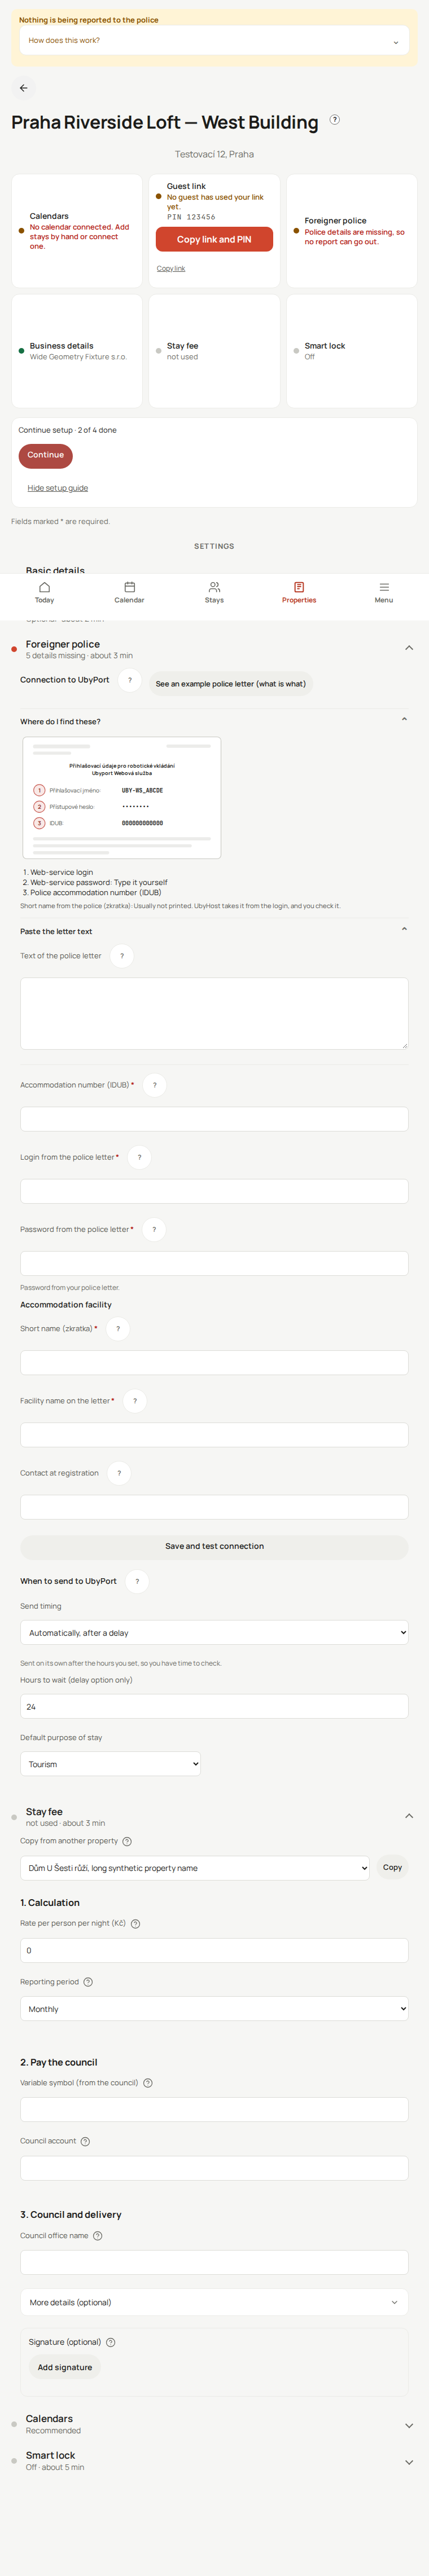 Nothing is being reported to the police
How does this work?
Praha Riverside Loft — West Building ?
Testovací 12, Praha
Calendars
No calendar connected. Add
stays by hand or connect
one.
Guest link
No guest has used your link
yet.
PIN 123456
Copy link and PIN
Copy link
Foreigner police
Police details are missing, so
no report can go out.
Business details
Wide Geometry Fixture s.r.o.
Stay fee
not used
Smart lock
Off
Continue setup · 2 of 4 done
Continue
Hide setup guide
Fields marked * are required.
SETTINGS
Basic details
Today
Calendar
Stays
Properties
Menu
Optional · about 2 min
Foreigner police
5 details missing · about 3 min
Connection to UbyPort ?
See an example police letter (what is what)
Where do I find these?
Přihlašovací údaje pro robotické vkládání
Ubyport Webová služba
1 Přihlašovací jméno: UBY-WS_ABCDE
2 Přístupové heslo: ••••••••
3 IDUB: 000000000000
1. Web-service login
2. Web-service password: Type it yourself
3. Police accommodation number (IDUB)
Short name from the police (zkratka): Usually not printed. UbyHost takes it from the login, and you check it.
Paste the letter text
Text of the police letter ?
Accommodation number (IDUB) * ?
Login from the police letter * ?
Password from the police letter * ?
Password from your police letter.
Accommodation facility
Short name (zkratka) * ?
Facility name on the letter * ?
Contact at registration ?
Save and test connection
When to send to UbyPort ?
Send timing
Automatically, after a delay
Sent on its own after the hours you set, so you have time to check.
Hours to wait (delay option only)
24
Default purpose of stay
Tourism
Stay fee
not used · about 3 min
Copy from another property ?
Dům U Šesti růží, long synthetic property name
Copy
1. Calculation
Rate per person per night (Kč) ?
0
Reporting period ?
Monthly
2. Pay the council
Variable symbol (from the council) ?
Council account ?
3. Council and delivery
Council office name ?
More details (optional)
Signature (optional) ?
Add signature
Calendars
Recommended
Smart lock
Off · about 5 min